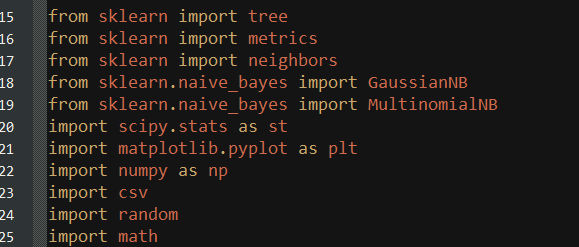 15 from sklearn import tree
16 from sklearn import metrics
17 from sklearn import neighbors
18 from sklearn.naive_bayes import GaussianNB
19 from sklearn.naive_bayes import MultinomialNB
20 import scipy.stats as st
21 import matplotlib.pyplot as plt
22 import numpy as np
23 import csv
24 import random
25 import math